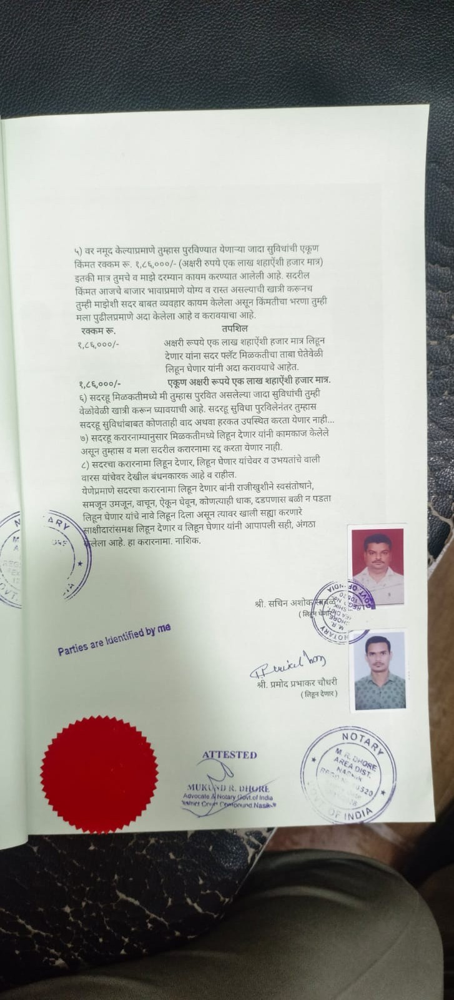 ५) वर नमूद केल्याप्रमाणे तुम्हास पुरविण्यात येणाऱ्या जादा सुविधांची एकूण
किंमत रक्कम रू. १,८६,०००/- (अक्षरी रुपये एक लाख शहाऐंशी हजार मात्र)
इतकी मात्र तुमचे व माझे दरम्यान कायम करण्यात आलेली आहे. सदरील
किंमत आजचे बाजार भावाप्रमाणे योग्य व रास्त असल्याची खात्री करूनच
तुम्ही माझेशी सदर बाबत व्यवहार कायम केलेला असून किंमतीचा भरणा तुम्ही
मला पुढीलप्रमाणे अदा केलेला आहे व करावयाचा आहे.
रक्कम रू. तपशिल
१,८६,०००/- अक्षरी रूपये एक लाख शहाऐंशी हजार मात्र लिहून
देणार यांना सदर फ्लॅट मिळकतीचा ताबा घेतेवेळी
लिहून घेणार यांनी अदा करावयाचे आहेत.
१,८६,०००/- एकूण अक्षरी रूपये एक लाख शहाऐंशी हजार मात्र.
६) सदरहू मिळकतीमध्ये मी तुम्हास पुरवित असलेल्या जादा सुविधांची तुम्ही
वेळोवेळी खात्री करून घ्यावयाची आहे. सदरहू सुविधा पुरविलेनंतर तुम्हास
सदरहू सुविधांबाबत कोणताही वाद अथवा हरकत उपस्थित करता येणार नाही...
७) सदरहू करारनाम्यानुसार मिळकतीमध्ये लिहून देणार यांनी कामकाज केलेले
असून तुम्हास व मला सदरील करारनामा रद्द करता येणार नाही.
८) सदरचा करारनामा लिहून देणार, लिहून घेणार यांचेवर व उभयतांचे वाली
वारस यांचेवर देखील बंधनकारक आहे व राहील.
येणेप्रमाणे सदरचा करारनामा लिहून देणार बांनी राजीखुशीने स्वसंतोषाने,
समजून उमजून, वाचून, ऐकून घेवून, कोणत्याही धाक, दडपणास बळी न पडता
लिहून घेणार यांचे नावे लिहून दिला असून त्यावर खाली सह्या करणारे
साक्षीदारांसमक्ष लिहून देणार व लिहून घेणार यांनी आपापली सही, अंगठा
केलेला आहे. हा करारनामा. नाशिक.
NOTARY
श्री. सचिन अशोक
(लिहून घेणार
NOTARY
GOVT. OF INDIA
Parties are Identified by me
श्री. प्रमोद प्रभाकर चौधरी
(लिहून देणार)
ATTESTED
MUKUND R. DHORE
Advocate & Notary Govt.of India
District Court Compound Nasik
NOTARY
M. R. DHORE
AREA DIST.
NASHIK
OF INDIA